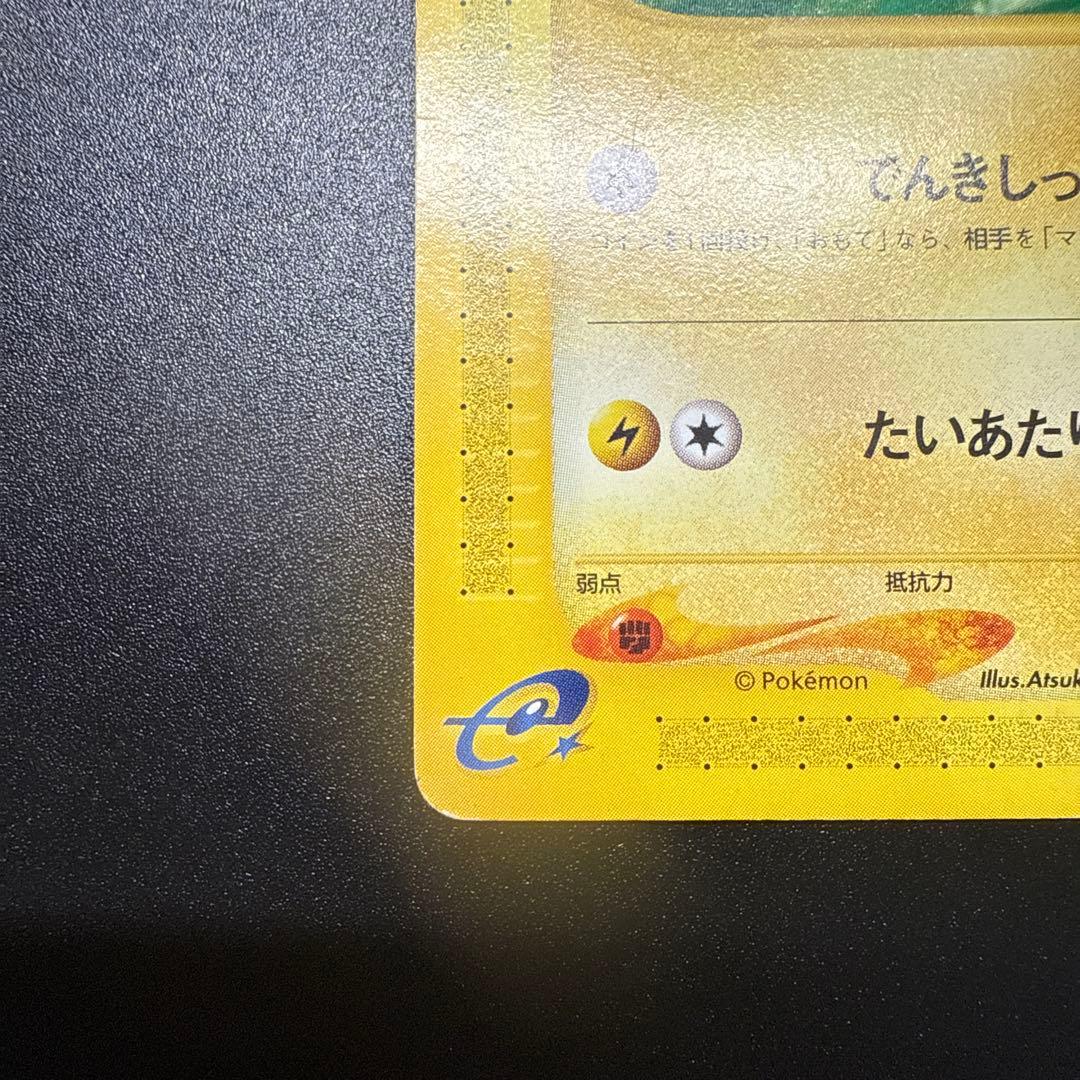 でんきしっ
コインを1回投げ、「おもて」なら、相手を「マ
たいあたり
弱点 抵抗力
© Pokémon Illus.Atsuk